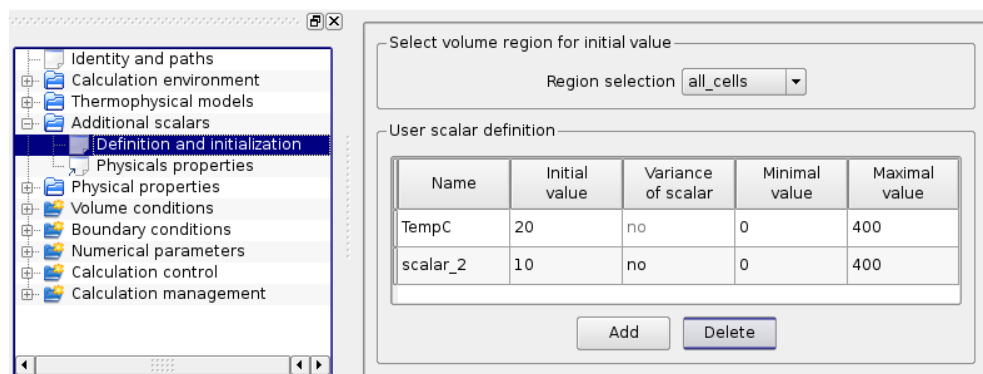 Identity and paths
Calculation environment
Thermophysical models
Additional scalars
Definition and initialization
Physicals properties
Physical properties
Volume conditions
Boundary conditions
Numerical parameters
Calculation control
Calculation management
Select volume region for initial value
Region selection all_cells
User scalar definition
Name Initial value Variance of scalar Minimal value Maximal value
TempC 20 no 0 400
scalar_2 10 no 0 400
Add Delete